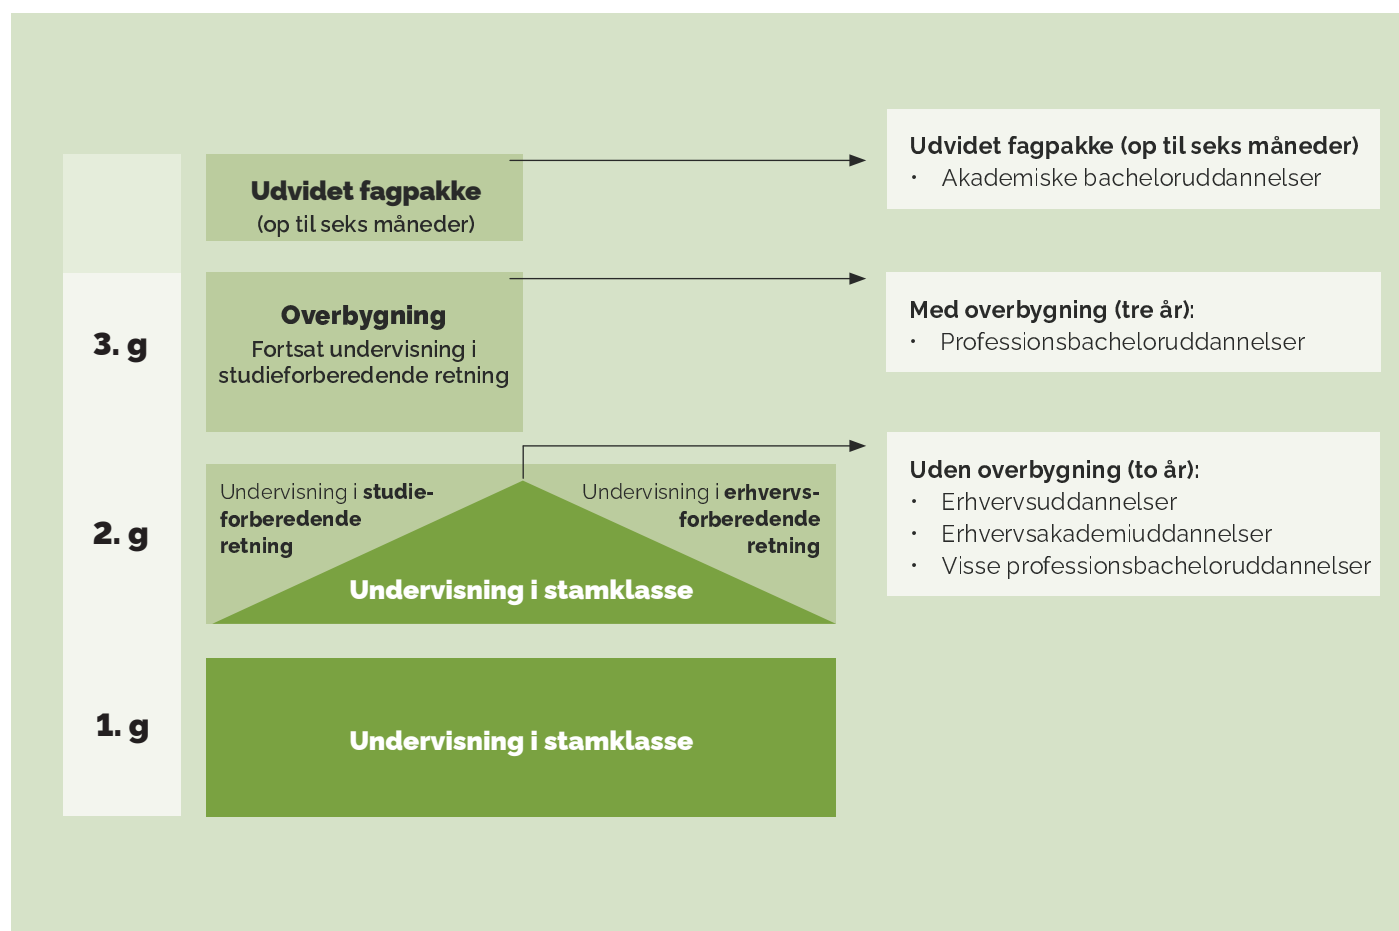 Udvidet fagpakke
(op til seks måneder)
Udvidet fagpakke (op til seks måneder)
• Akademiske bacheloruddannelser
3. g
Overbygning
Fortsat undervisning i
studieforberedende retning
Med overbygning (tre år):
• Professionsbacheloruddannelser
2. g
Undervisning i studie-
forberedende
retning
Undervisning i erhvervs-
forberedende
retning
Undervisning i stamklasse
Uden overbygning (to år):
• Erhvervsuddannelser
• Erhvervsakademiuddannelser
• Visse professionsbacheloruddannelser
1. g
Undervisning i stamklasse